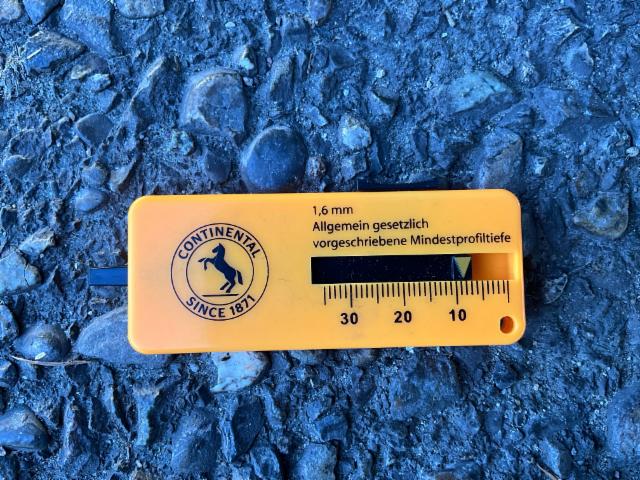 CONTINENTAL
SINCE 1871
1,6 mm
Allgemein gesetzlich
vorgeschriebene Mindestprofiltiefe
30 20 10